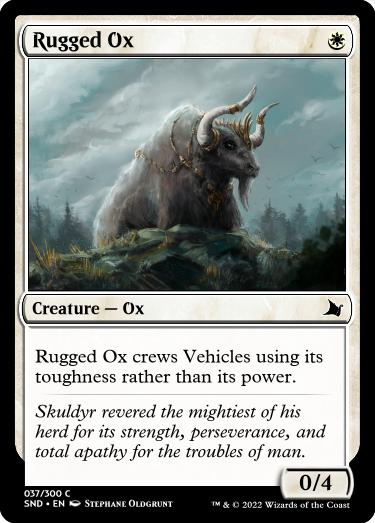 Rugged Ox
Creature — Ox
Rugged Ox crews Vehicles using its
toughness rather than its power.
Skuldyr revered the mightiest of his
herd for its strength, perseverance, and
total apathy for the troubles of man.
0/4
037/300 C
SND • EN Stephane Oldgrunt
™ & © 2022 Wizards of the Coast